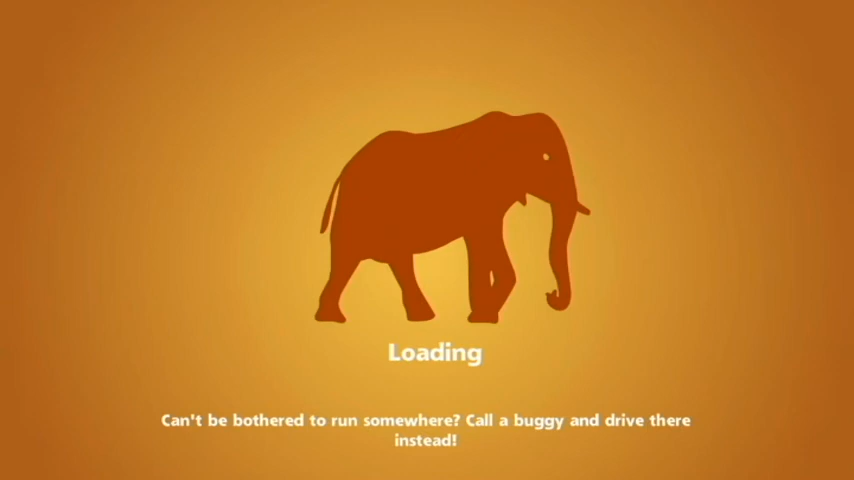 Loading
Can't be bothered to run somewhere? Call a buggy and drive there
instead!